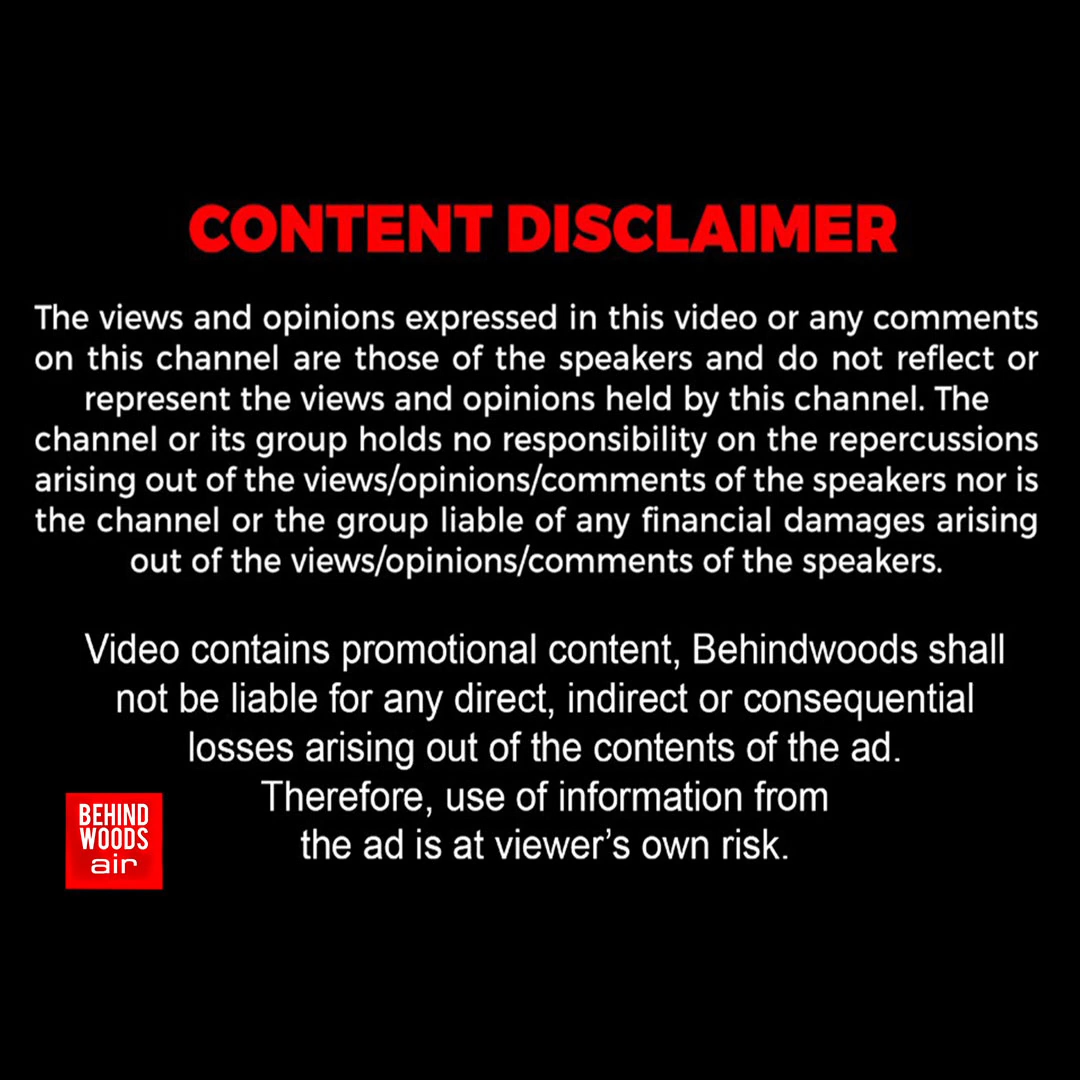 CONTENT DISCLAIMER
The views and opinions expressed in this video or any comments
on this channel are those of the speakers and do not reflect or
represent the views and opinions held by this channel. The
channel or its group holds no responsibility on the repercussions
arising out of the views/opinions/comments of the speakers nor is
the channel or the group liable of any financial damages arising
out of the views/opinions/comments of the speakers.
Video contains promotional content, Behindwoods shall
not be liable for any direct, indirect or consequential
losses arising out of the contents of the ad.
Therefore, use of information from
the ad is at viewer’s own risk.
BEHIND
WOODS
air